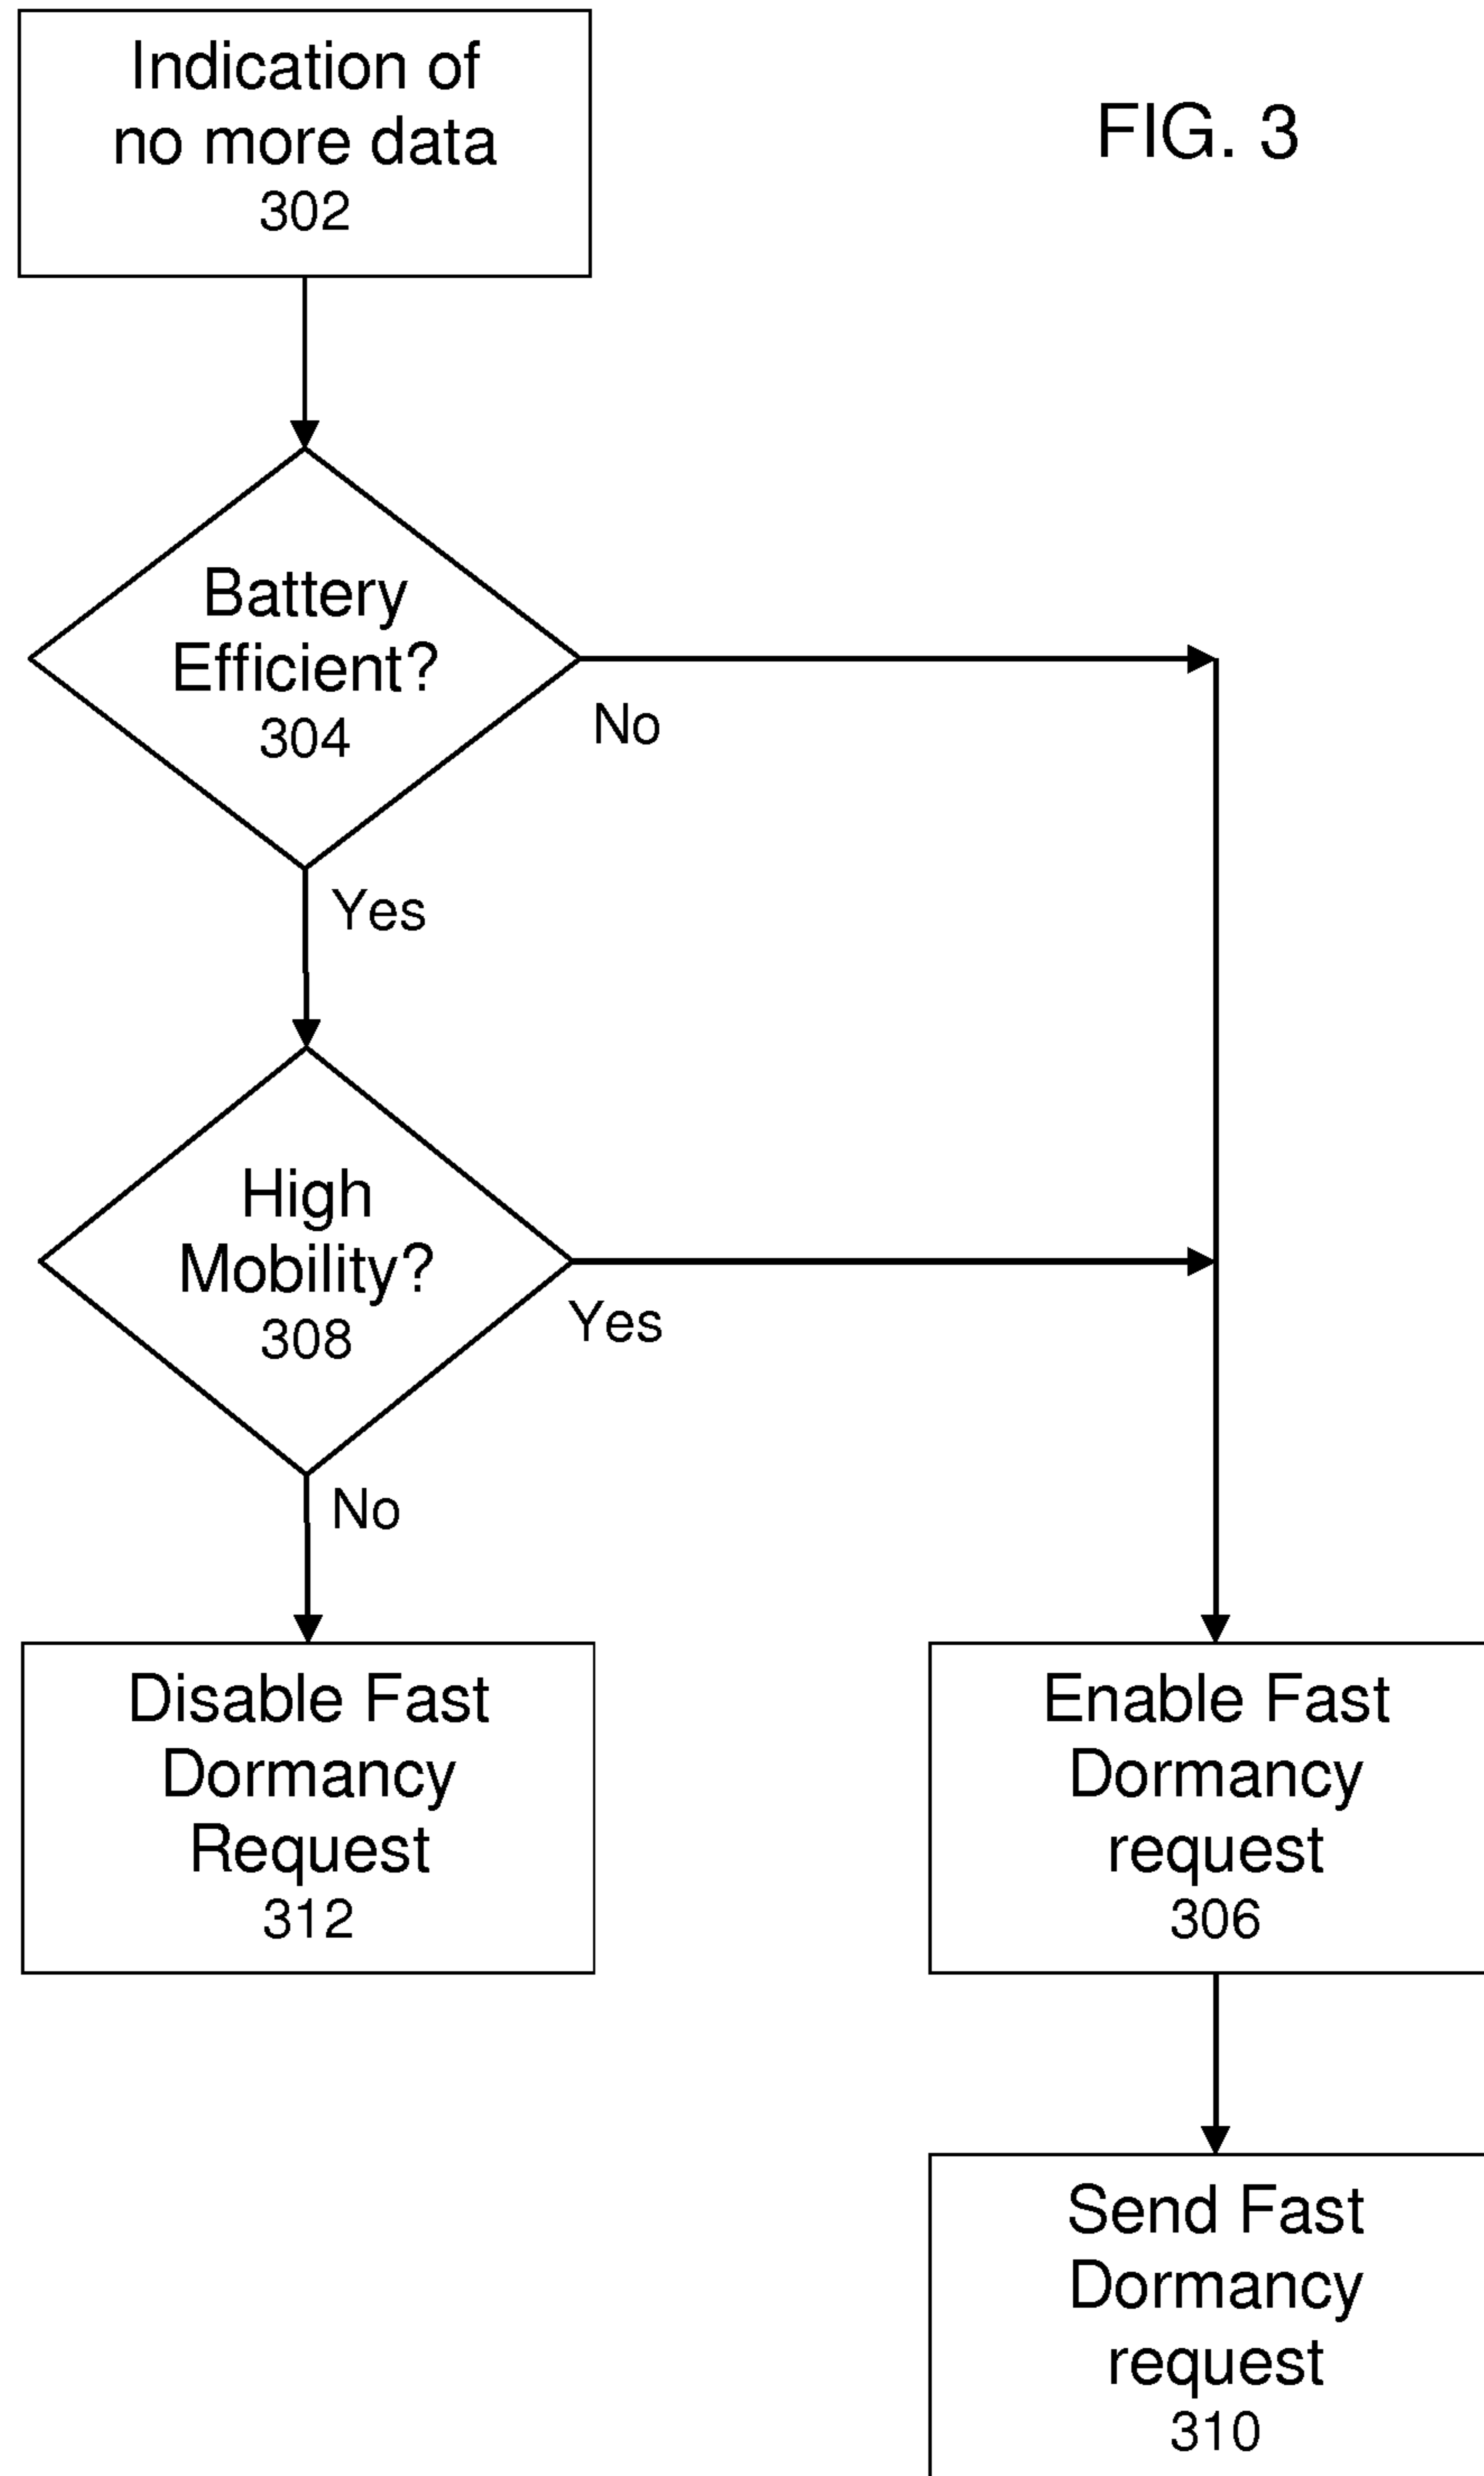 Indication of
no more data
302
FIG. 3
Battery
Efficient?
304
No
Yes
High
Mobility?
308
Yes
No
Disable Fast
Dormancy
Request
312
Enable Fast
Dormancy
request
306
Send Fast
Dormancy
request
310